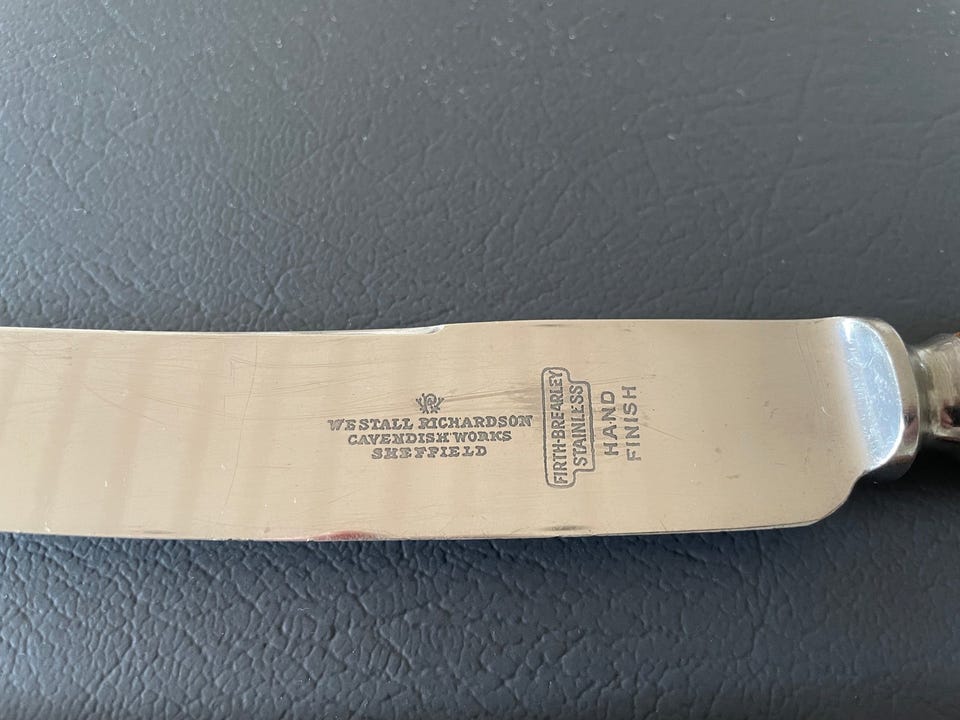 WESTALL RICHARDSON
CAVENDISH WORKS
SHEFFIELD
FIRTH-BREARLEY
STAINLESS
HAND
FINISH